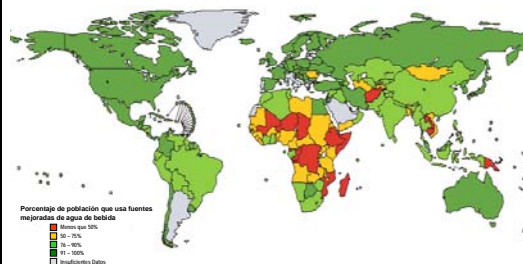 Porcentaje de población que usa fuentes
mejoradas de agua de bebida
Menos que 50%
50 – 75%
76 – 90%
91 – 100%
Insuficientes Datos